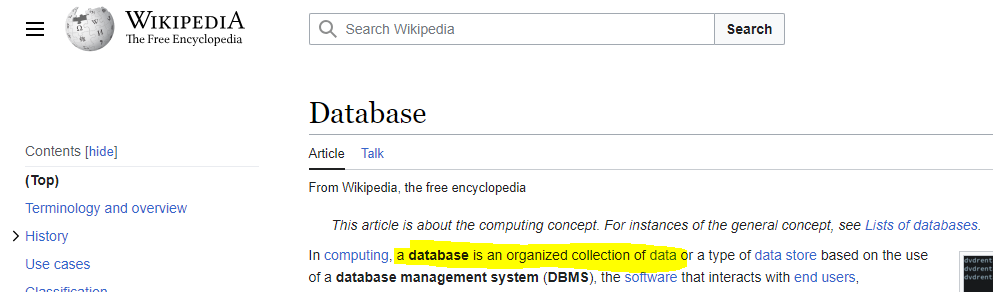 WIKIPEDIA
The Free Encyclopedia
Search Wikipedia
Search
Database
Contents [hide]
(Top)
Terminology and overview
History
Use cases
Classification
Article Talk
From Wikipedia, the free encyclopedia
This article is about the computing concept. For instances of the general concept, see Lists of databases.
In computing, a database is an organized collection of data or a type of data store based on the use
of a database management system (DBMS), the software that interacts with end users,
dvdrent
dvdrent
dvdrent